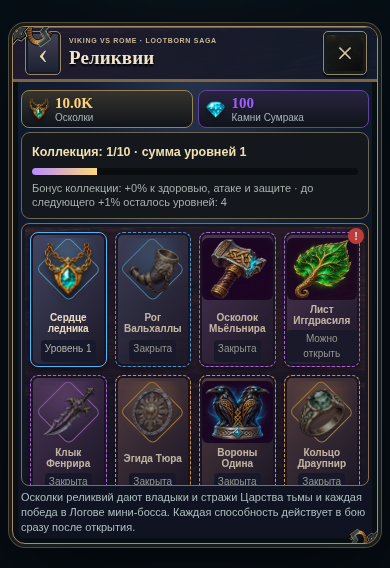 VIKING VS ROME • LOOTBORN SAGA
Реликвии
10.0K
Осколки
100
Камни Сумрака
Коллекция: 1/10 · сумма уровней 1
Бонус коллекции: +0% к здоровью, атаке и защите · до
следующего +1% осталось уровней: 4
Сердце
ледника
Уровень 1
Рог
Вальхаллы
Закрыта
Осколок
Мьёльнира
Закрыта
!
Лист
Иггдрасиля
Можно
открыть
Клык
Фенрира
Закрыта
Эгида Тюра
Закрыта
Вороны
Одина
Закрыта
Кольцо
Драупнир
Закрыта
Осколки реликвий дают владыки и стражи Царства тьмы и каждая
победа в Логове мини-босса. Каждая способность действует в бою
сразу после открытия.